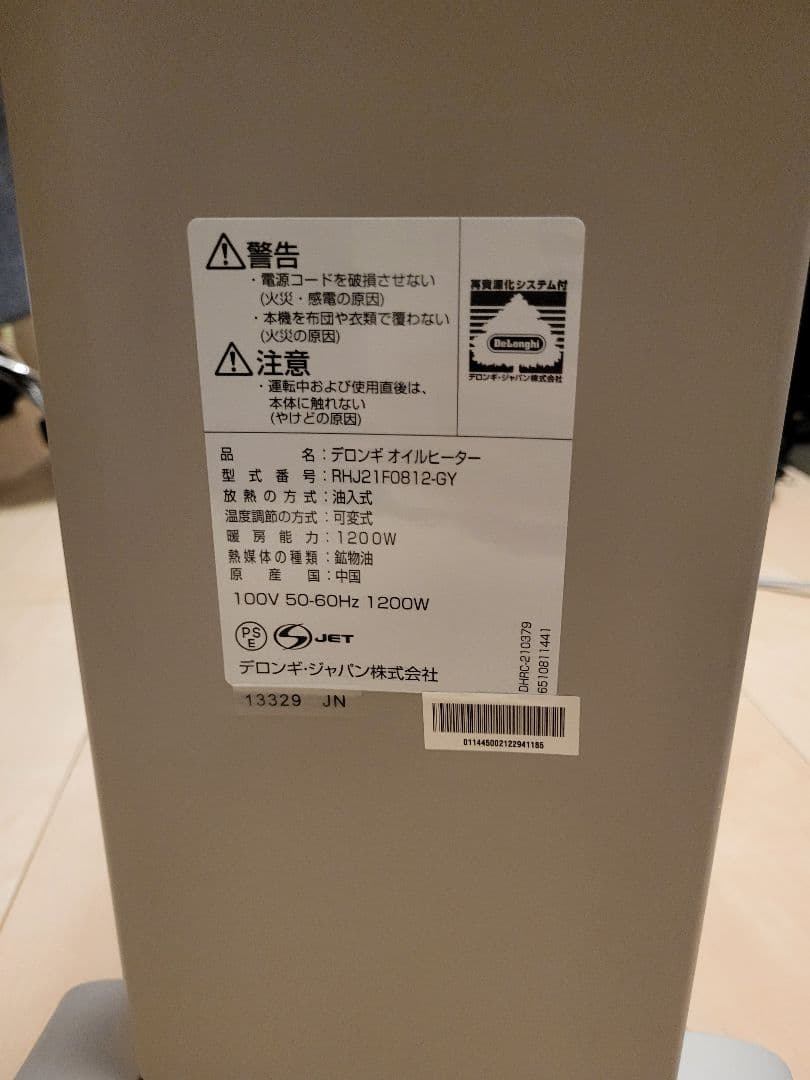 警告
・電源コードを破損させない
(火災・感電の原因)
・本機を布団や衣類で覆わない
(火災の原因)
注意
・運転中および使用直後は、
本体に触れない
(やけどの原因)
再資源化システム付
DeLonghi
デロンギ・ジャパン株式会社
品 名：デロンギ オイルヒーター
型式番号：RHJ21F0812-GY
放熱の方式：油入式
温度調節の方式：可変式
暖房能力：1200W
熱媒体の種類：鉱物油
原産国：中国
100V 50-60Hz 1200W
PS
E
JET
デロンギ・ジャパン株式会社
DHRC-210379
6510811441
13329 JN
011445002122941185